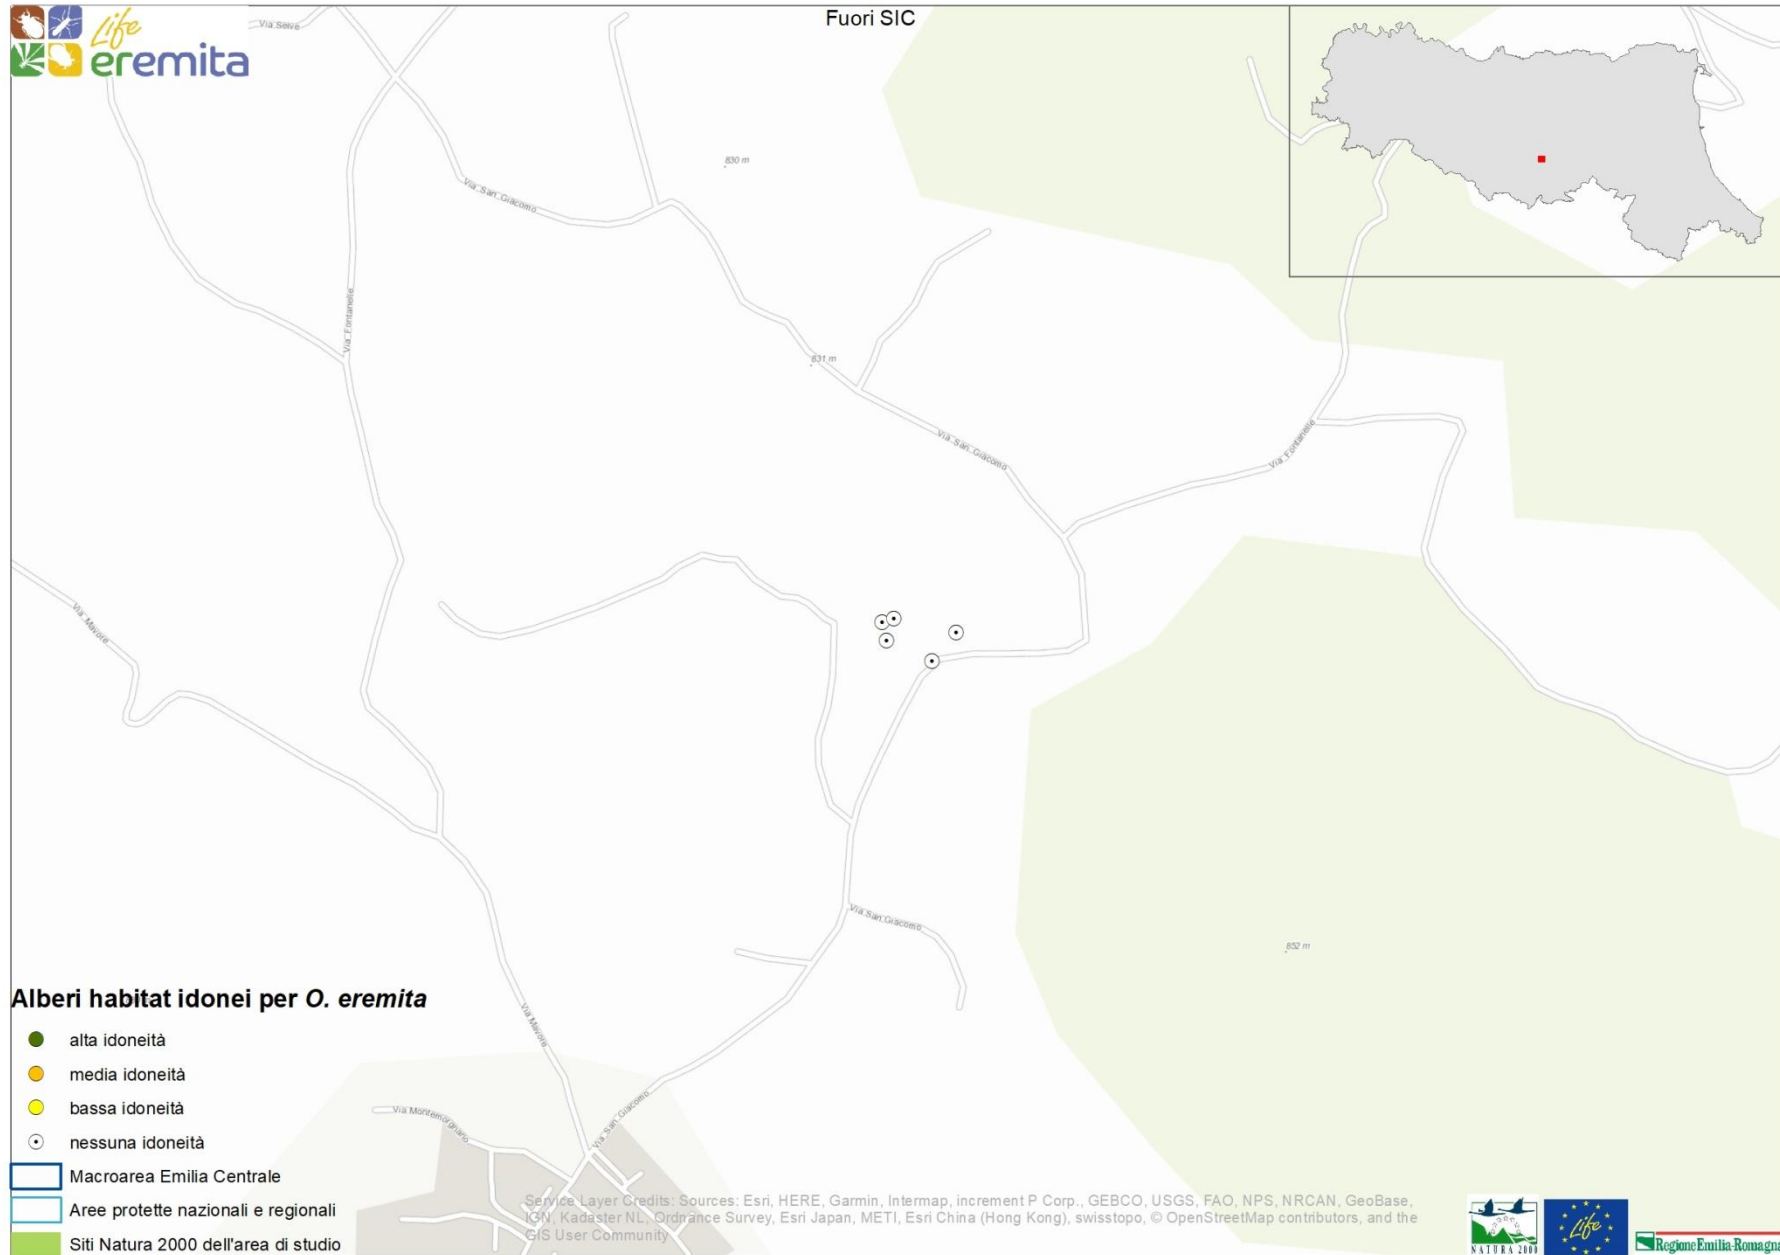 Life
eremita
Fuori SIC
Via Selve
830 m
Via San Giacomo
Via Fontanelle
831 m
Via San Giacomo
Via Fontanelle
Via Mavore
Via San Giacomo
852 m
Via Mavore
Via San Giacomo
Via Montemorgnano
Alberi habitat idonei per O. eremita
alta idoneità
media idoneità
bassa idoneità
nessuna idoneità
Macroarea Emilia Centrale
Aree protette nazionali e regionali
Siti Natura 2000 dell'area di studio
Service Layer Credits: Sources: Esri, HERE, Garmin, Intermap, increment P Corp., GEBCO, USGS, FAO, NPS, NRCAN, GeoBase,
IGN, Kadaster NL, Ordnance Survey, Esri Japan, METI, Esri China (Hong Kong), swisstopo, © OpenStreetMap contributors, and the
GIS User Community
NATURA 2000
Life
Regione Emilia-Romagna